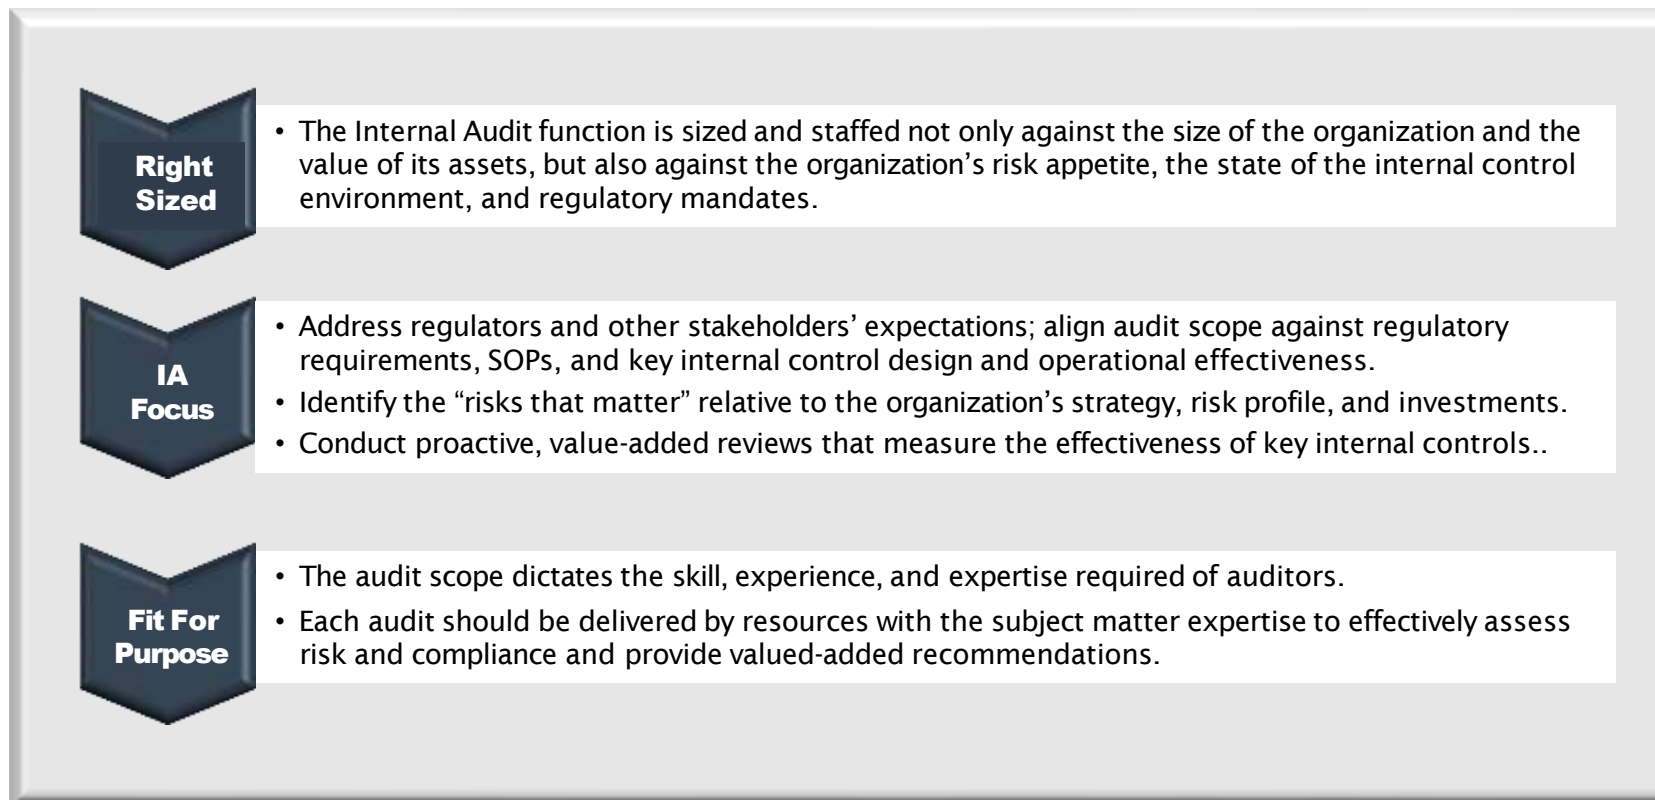 Right
Sized
• The Internal Audit function is sized and staffed not only against the size of the organization and the
value of its assets, but also against the organization’s risk appetite, the state of the internal control
environment, and regulatory mandates.
IA
Focus
• Address regulators and other stakeholders’ expectations; align audit scope against regulatory
requirements, SOPs, and key internal control design and operational effectiveness.
• Identify the “risks that matter” relative to the organization’s strategy, risk profile, and investments.
• Conduct proactive, value-added reviews that measure the effectiveness of key internal controls..
Fit For
Purpose
• The audit scope dictates the skill, experience, and expertise required of auditors.
• Each audit should be delivered by resources with the subject matter expertise to effectively assess
risk and compliance and provide valued-added recommendations.